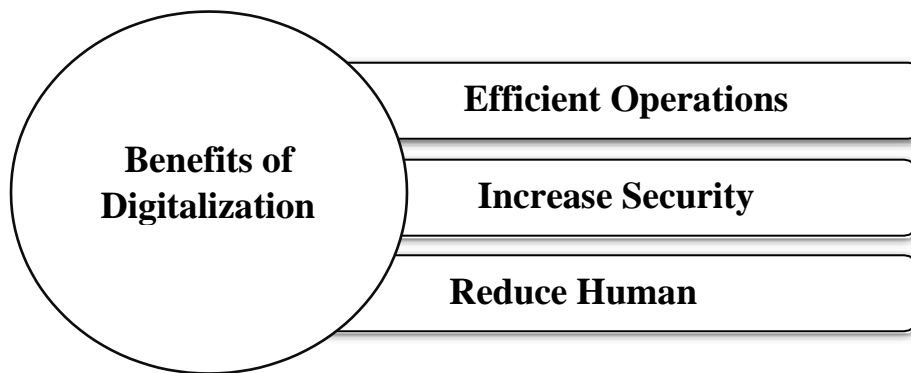 Benefits of
Digitalization
Efficient Operations
Increase Security
Reduce Human